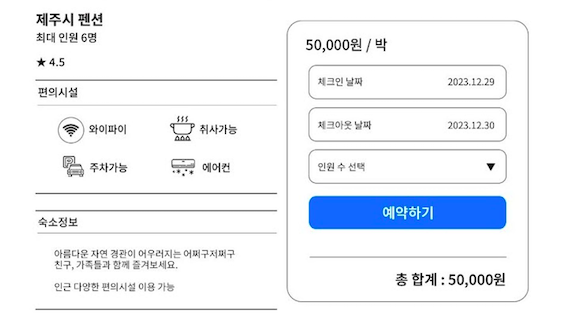 제주시 펜션
최대 인원 6명
★ 4.5
편의시설
와이파이
취사가능
주차가능
에어컨
숙소정보
아름다운 자연 경관이 어우러지는 어쩌구저쩌구
친구, 가족들과 함께 즐겨보세요.
인근 다양한 편의시설 이용 가능
50,000원 / 박
체크인 날짜 2023.12.29
체크아웃 날짜 2023.12.30
인원 수 선택 ▼
예약하기
총 합계 : 50,000원